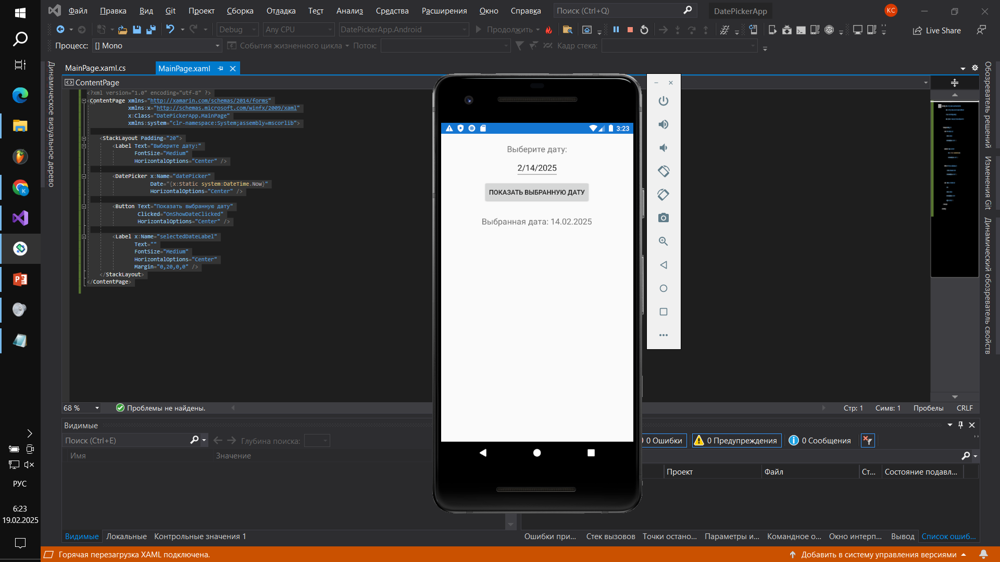 Файл Правка Вид Git Проект Сборка Отладка Тест Анализ Средства Расширения Окно Справка Поиск (Ctrl+Q) DatePickerApp КС
Debug Any CPU DatePickerApp.Android Продолжить Live Share
Процесс: [] Mono События жизненного цикла Поток: Кадр стека:
Динамическое визуальное дерево
MainPage.xaml.cs MainPage.xaml
ContentPage
<?xml version="1.0" encoding="utf-8" ?>
<ContentPage xmlns="http://xamarin.com/schemas/2014/forms"
xmlns:x="http://schemas.microsoft.com/winfx/2009/xaml"
x:Class="DatePickerApp.MainPage"
xmlns:system="clr-namespace:System;assembly=mscorlib">
<StackLayout Padding="20">
<Label Text="Выберите дату:"
FontSize="Medium"
HorizontalOptions="Center" />
<DatePicker x:Name="datePicker"
Date="{x:Static system:DateTime.Now}"
HorizontalOptions="Center" />
<Button Text="Показать выбранную дату"
Clicked="OnShowDateClicked"
HorizontalOptions="Center" />
<Label x:Name="selectedDateLabel"
Text=""
FontSize="Medium"
HorizontalOptions="Center"
Margin="0,20,0,0" />
</StackLayout>
</ContentPage>
3:23
Выберите дату:
2/14/2025
ПОКАЗАТЬ ВЫБРАННУЮ ДАТУ
Выбранная дата: 14.02.2025
Обозреватель решений
Изменения Git
Динамический обозреватель свойств
68 % Проблемы не найдены. Стр: 1 Симв: 1 Пробелы CRLF
Видимые
Поиск (Ctrl+E) Глубина поиска:
Имя Значение
0 Ошибки 0 Предупреждения 0 Сообщения
Проект Файл Ст... Состояние подавл...
Видимые Локальные Контрольные значения 1
Ошибки при... Стек вызовов Точки остано... Параметры и... Командное о... Окно интерп... Вывод Список ошиб...
Горячая перезагрузка XAML подключена. Добавить в систему управления версиями
РУС
6:23
19.02.2025